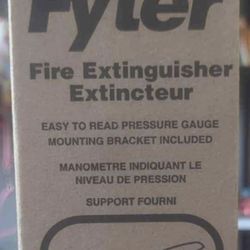 Fyter
Fire Extinguisher
Extincteur
EASY TO READ PRESSURE GAUGE
MOUNTING BRACKET INCLUDED
MANOMETRE INDIQUANT LE
NIVEAU DE PRESSION
SUPPORT FOURNI